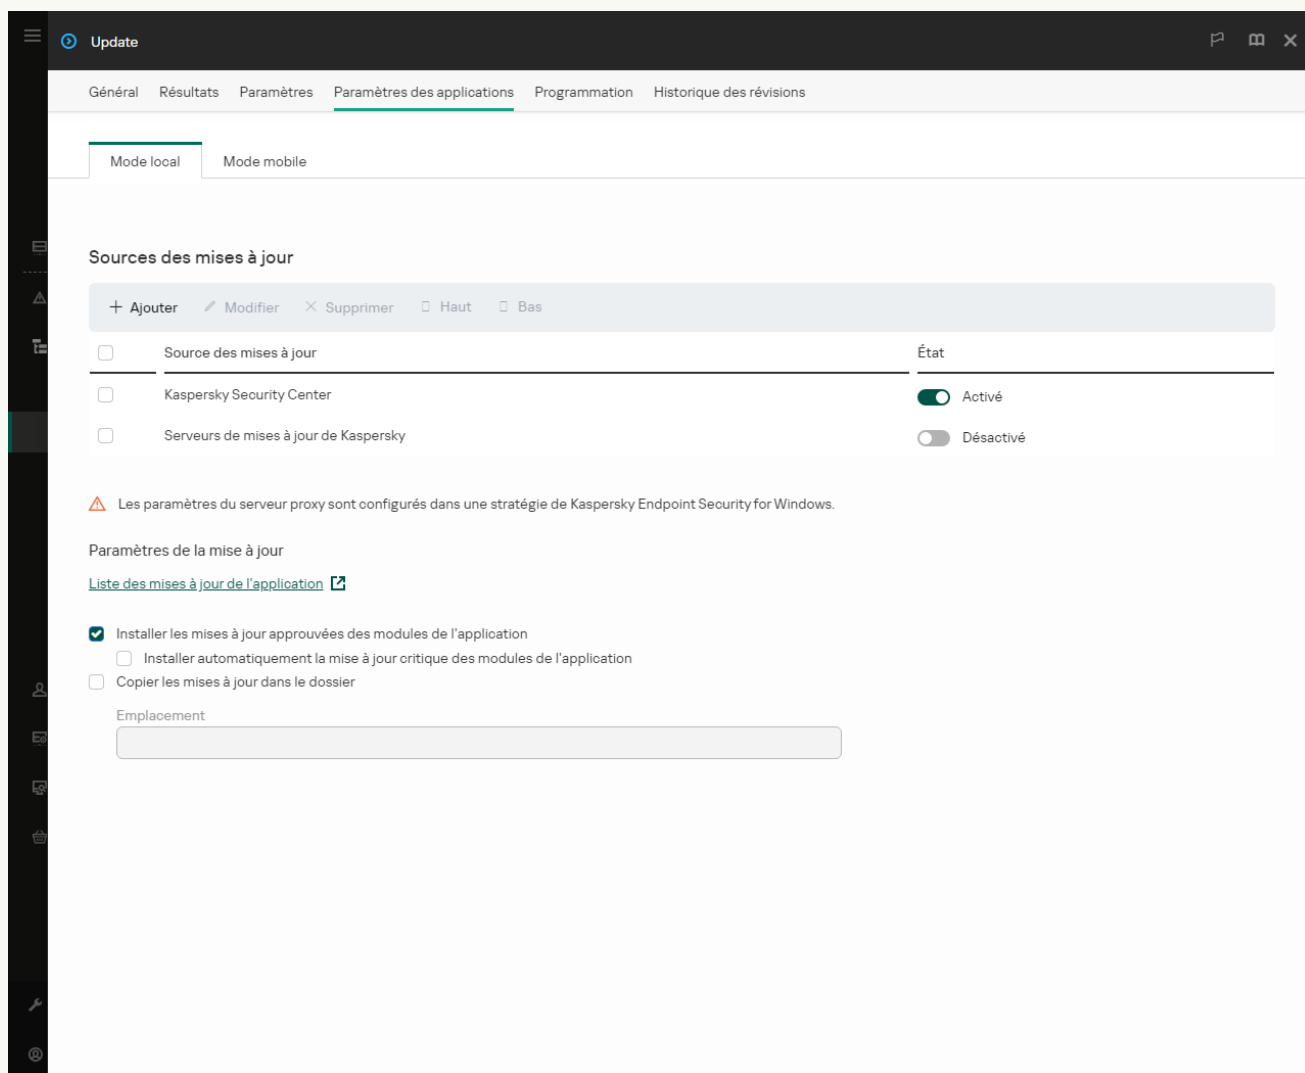 Update
Général Résultats Paramètres Paramètres des applications Programmation Historique des révisions
Mode local Mode mobile
Sources des mises à jour
Ajouter Modifier Supprimer Haut Bas
Source des mises à jour État
Kaspersky Security Center Activé
Serveurs de mises à jour de Kaspersky Désactivé
Les paramètres du serveur proxy sont configurés dans une stratégie de Kaspersky Endpoint Security for Windows.
Paramètres de la mise à jour
Liste des mises à jour de l'application
Installer les mises à jour approuvées des modules de l'application
Installer automatiquement la mise à jour critique des modules de l'application
Copier les mises à jour dans le dossier
Emplacement